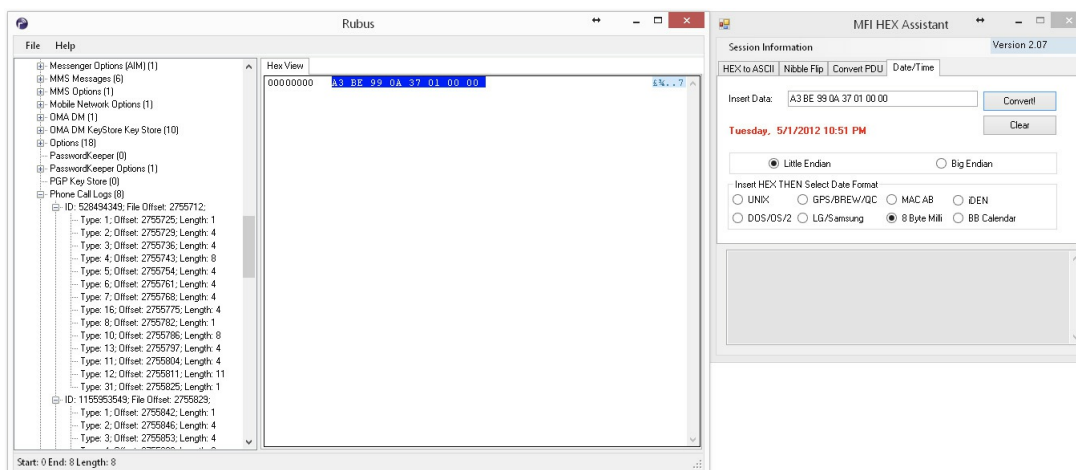 Rubus
File Help
Messenger Options (AIM) (1)
MMS Messages (6)
MMS Options (1)
Mobile Network Options (1)
OMA DM (1)
OMA DM KeyStore Key Store (10)
Options (18)
PasswordKeeper (0)
PasswordKeeper Options (1)
PGP Key Store (0)
Phone Call Logs (8)
ID: 528494349; File Offset: 2755712;
Type: 1; Offset: 2755725; Length: 1
Type: 2; Offset: 2755729; Length: 4
Type: 3; Offset: 2755736; Length: 4
Type: 4; Offset: 2755743; Length: 8
Type: 5; Offset: 2755754; Length: 4
Type: 6; Offset: 2755761; Length: 4
Type: 7; Offset: 2755768; Length: 4
Type: 16; Offset: 2755775; Length: 4
Type: 8; Offset: 2755782; Length: 1
Type: 10; Offset: 2755786; Length: 8
Type: 13; Offset: 2755797; Length: 4
Type: 11; Offset: 2755804; Length: 4
Type: 12; Offset: 2755811; Length: 11
Type: 31; Offset: 2755825; Length: 1
ID: 1155953549; File Offset: 2755829;
Type: 1; Offset: 2755842; Length: 1
Type: 2; Offset: 2755846; Length: 4
Type: 3; Offset: 2755853; Length: 4
Hex View
00000000 A3 BE 99 0A 37 01 00 00 £¾..7
Start: 0 End: 8 Length: 8
MFI HEX Assistant
Session Information Version 2.07
HEX to ASCII Nibble Flip Convert PDU Date/Time
Insert Data: A3 BE 99 0A 37 01 00 00 Convert!
Clear
Tuesday, 5/1/2012 10:51 PM
Little Endian Big Endian
Insert HEX THEN Select Date Format
UNIX GPS/BREW/QC MAC AB iDEN
DOS/OS/2 LG/Samsung 8 Byte Milli BB Calendar